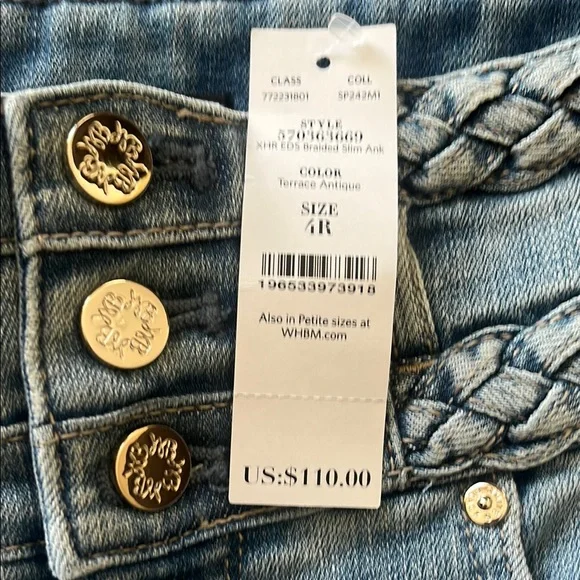 CLASS COLL
772231801 SP242M1
STYLE
570363669
XHR EDS Braided Slim Ank
COLOR
Terrace Antique
SIZE
4R
196533973918
Also in Petite sizes at
WHBM.com
US:$110.00